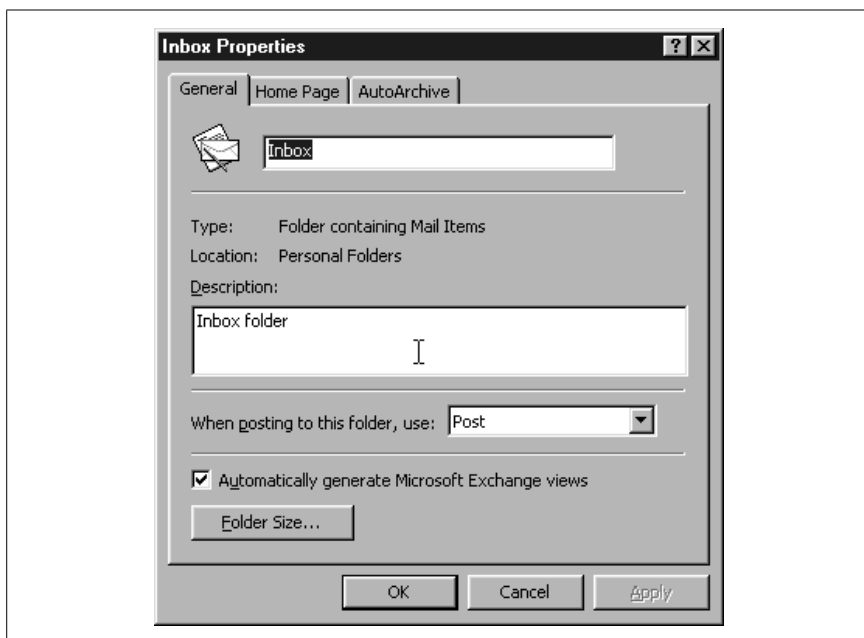 Inbox Properties
General Home Page AutoArchive
Inbox
Type: Folder containing Mail Items
Location: Personal Folders
Description:
Inbox folder
When posting to this folder, use: Post
Automatically generate Microsoft Exchange views
Folder Size...
OK Cancel Apply